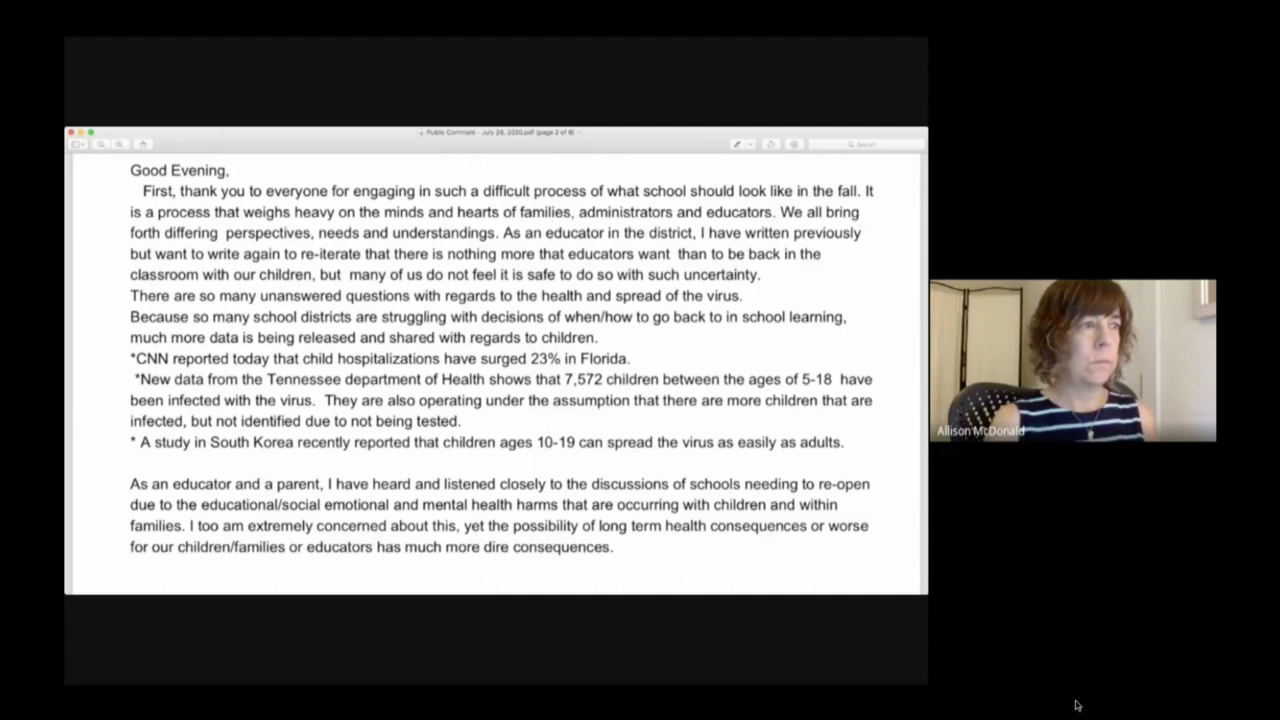 Public Comment - July 28, 2020.pdf (page 2 of 6)
Search
Good Evening,
First, thank you to everyone for engaging in such a difficult process of what school should look like in the fall. It
is a process that weighs heavy on the minds and hearts of families, administrators and educators. We all bring
forth differing  perspectives, needs and understandings. As an educator in the district, I have written previously
but want to write again to re-iterate that there is nothing more that educators want  than to be back in the
classroom with our children, but  many of us do not feel it is safe to do so with such uncertainty.
There are so many unanswered questions with regards to the health and spread of the virus.
Because so many school districts are struggling with decisions of when/how to go back to in school learning,
much more data is being released and shared with regards to children.
*CNN reported today that child hospitalizations have surged 23% in Florida.
*New data from the Tennessee department of Health shows that 7,572 children between the ages of 5-18  have
been infected with the virus.  They are also operating under the assumption that there are more children that are
infected, but not identified due to not being tested.
* A study in South Korea recently reported that children ages 10-19 can spread the virus as easily as adults.
As an educator and a parent, I have heard and listened closely to the discussions of schools needing to re-open
due to the educational/social emotional and mental health harms that are occurring with children and within
families. I too am extremely concerned about this, yet the possibility of long term health consequences or worse
for our children/families or educators has much more dire consequences.
Allison McDonald